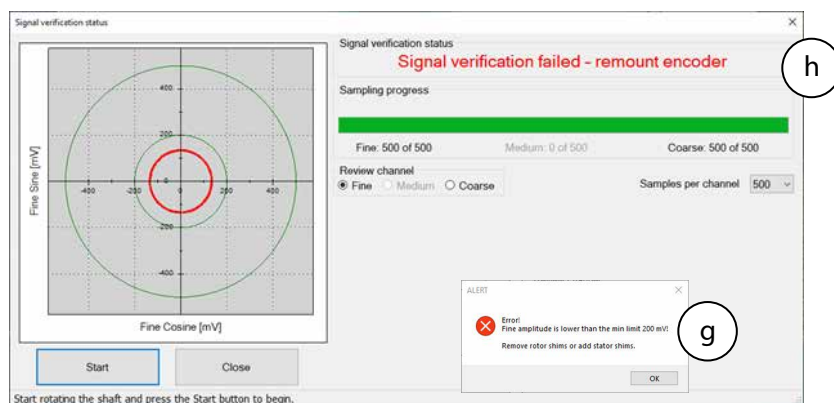 Signal verification status
Signal verification status
Signal verification failed - remount encoder
h
Sampling progress
Fine: 500 of 500 Medium: 0 of 500 Coarse: 500 of 500
Review channel
Fine Medium Coarse
Samples per channel 500
Fine Sine [mV]
400
200
-400 -200 0 200 400
-200
-400
Fine Cosine [mV]
ALERT
Error!
Fine amplitude is lower than the min limit 200 mV!
Remove rotor shims or add stator shims.
g
OK
Start Close
Start rotating the shaft and press the Start button to begin.